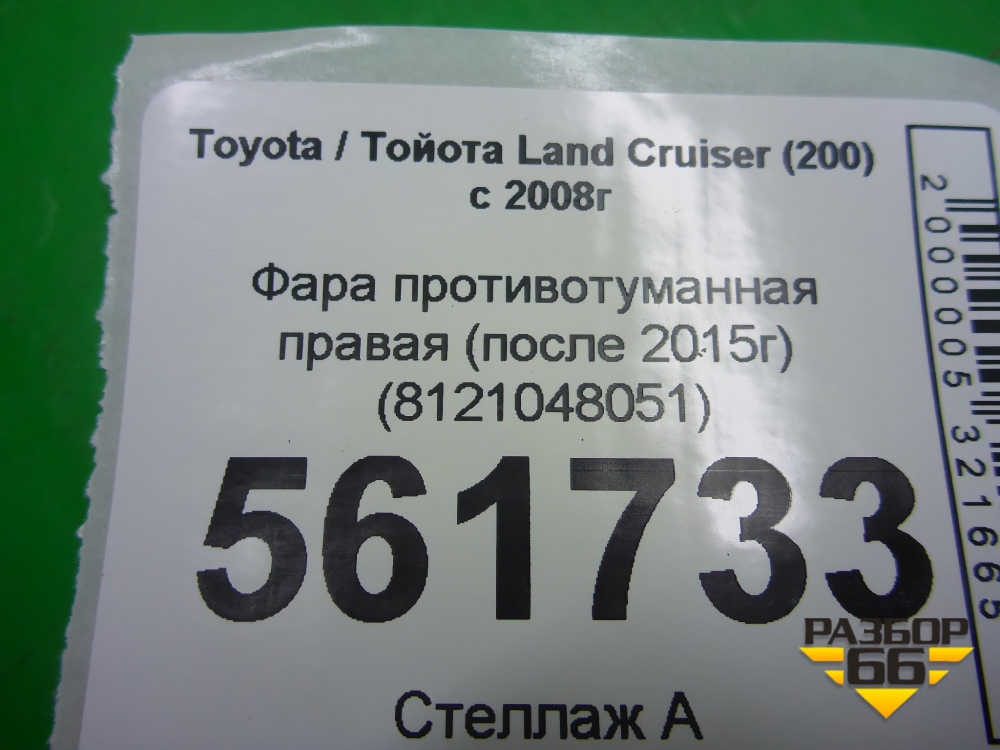 Toyota / Тойота Land Cruiser (200)
с 2008г
Фара противотуманная
правая (после 2015г)
(8121048051)
561733
Стеллаж А
2000005321665
РАЗБОР
66